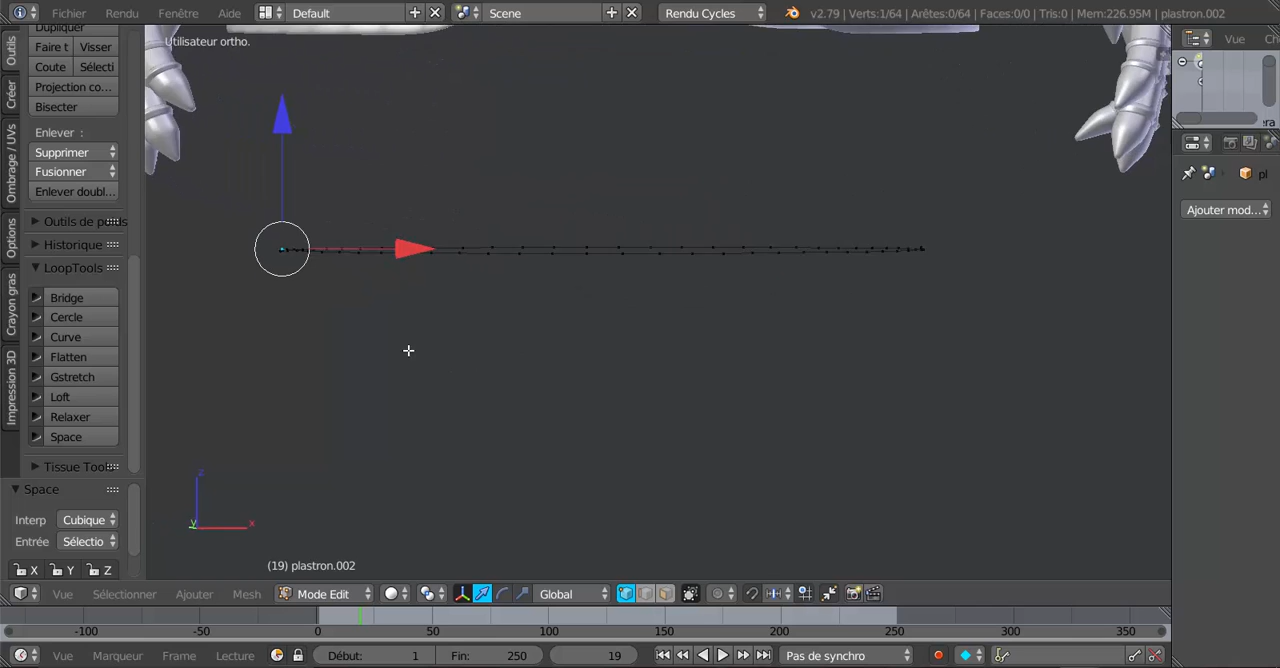 Fichier Rendu Fenêtre Aide Default Scene Rendu Cycles v2.79 | Verts:1/64 | Arêtes:0/64 | Faces:0/0 | Tris:0 | Mem:226.95M | plastron.002
Utilisateur ortho.
Vue
Outils
Créer
Ombrage / UVs
Options
Crayon gras
Impression 3D
Dupliquer
Faire t Visser
Coute Sélecti
Projection co...
Bisecter
Enlever :
Supprimer
Fusionner
Enlever doubl...
Historique
LoopTools
Bridge
Cercle
Curve
Flatten
Gstretch
Loft
Relaxer
Space
Tissue Too
Space
Interp Cubique
Entrée Sélectio
X Y Z
z
y x
(19) plastron.002
pl
Ajouter mod...
Vue Sélectionner Ajouter Mesh Mode Edit Global
-100 -50 0 50 100 150 200 250 300 350
Vue Marqueur Frame Lecture Début: 1 Fin: 250 19 Pas de synchro